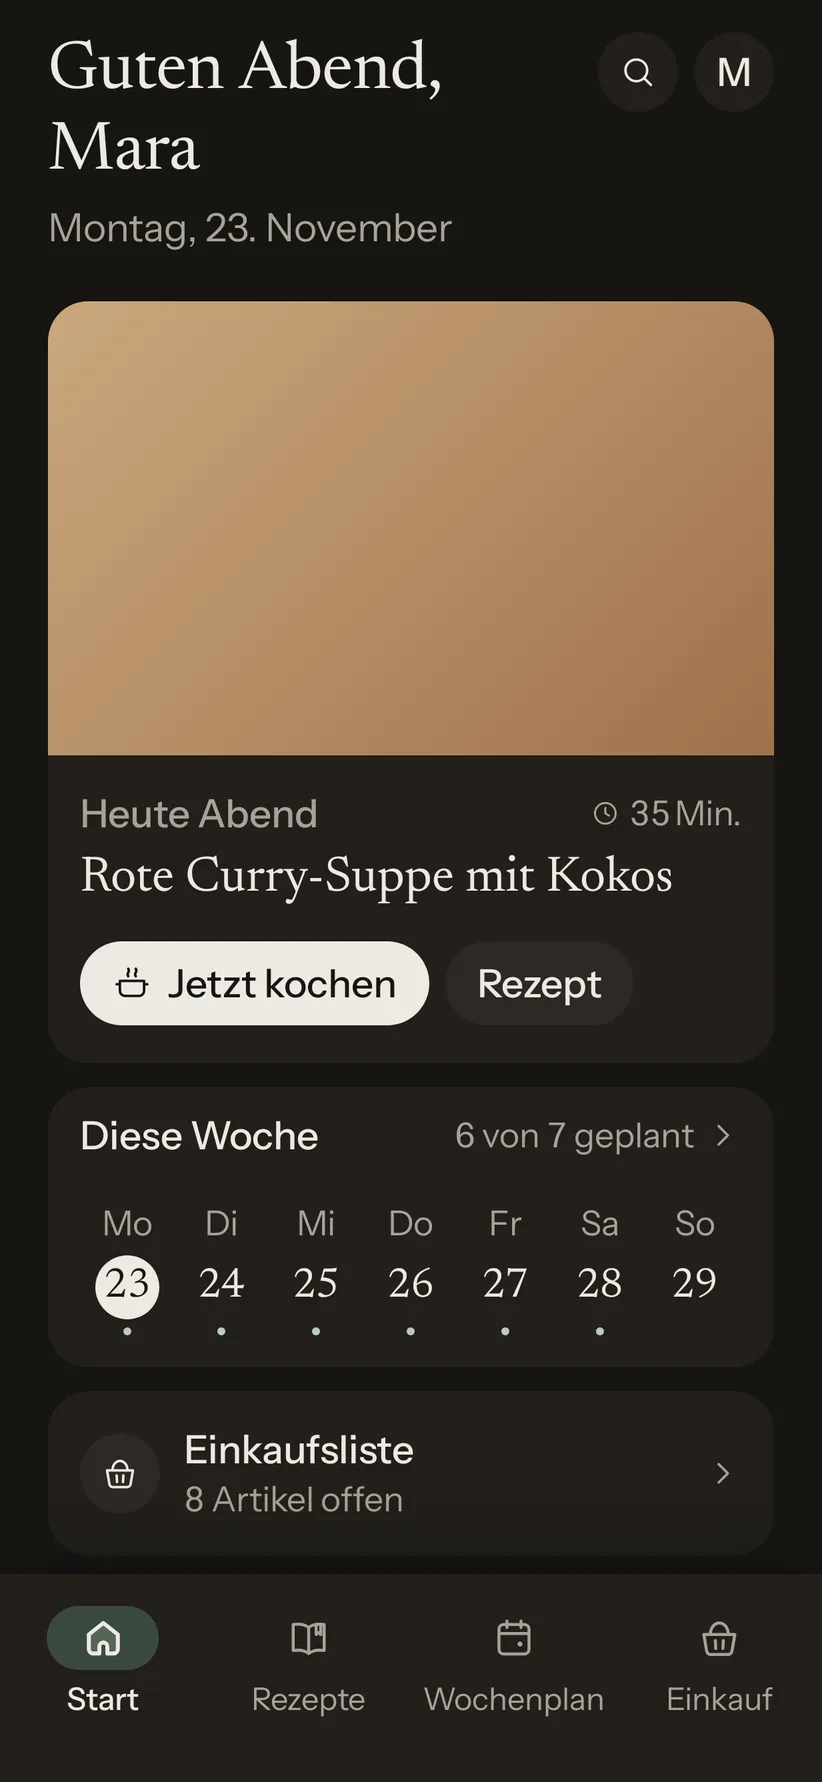 Guten Abend,
Mara
M
Montag, 23. November
Heute Abend
35 Min.
Rote Curry-Suppe mit Kokos
Jetzt kochen
Rezept
Diese Woche
6 von 7 geplant
Mo Di Mi Do Fr Sa So
23 24 25 26 27 28 29
Einkaufsliste
8 Artikel offen
Start
Rezepte
Wochenplan
Einkauf